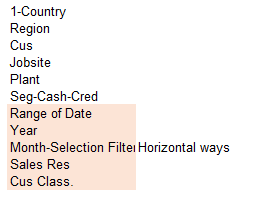 1-Country
Region
Cus
Jobsite
Plant
Seg-Cash-Cred
Range of Date
Year
Month-Selection Filter Horizontal ways
Sales Res
Cus Class.